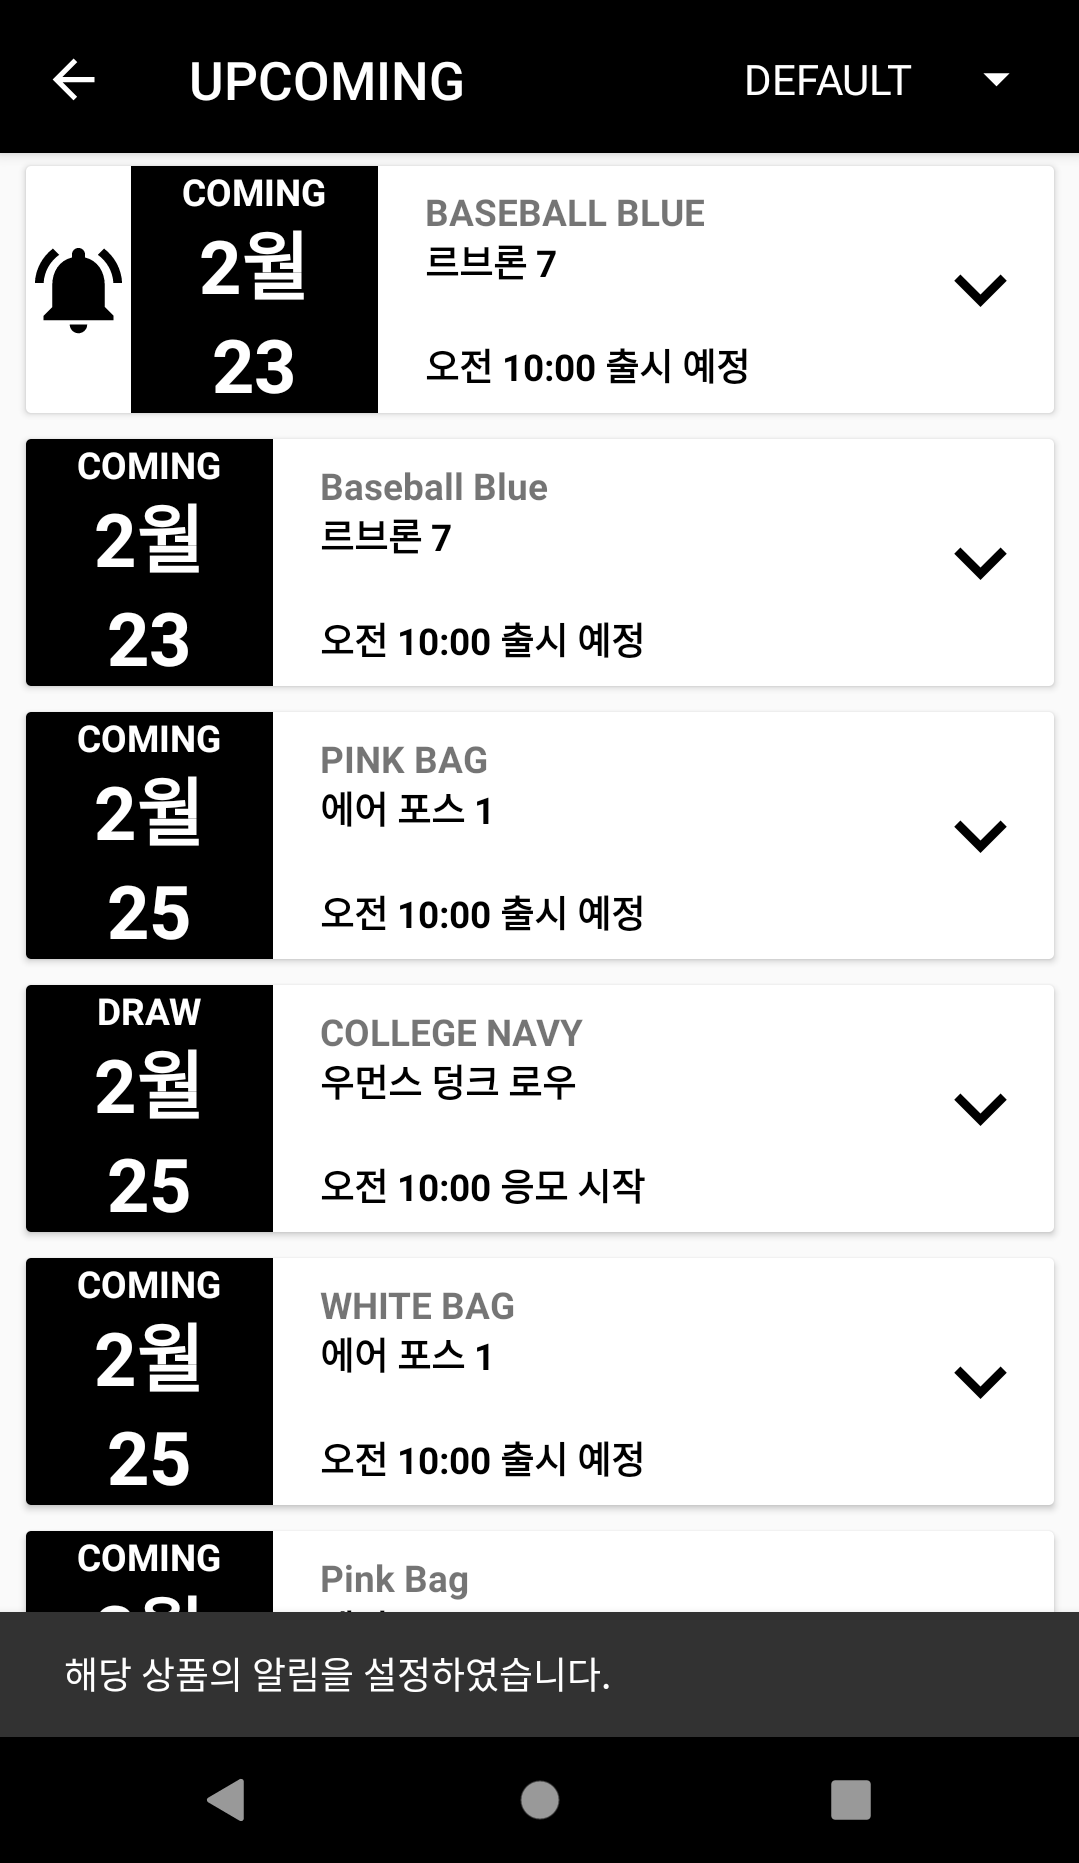 UPCOMING
DEFAULT
COMING
2월
23
BASEBALL BLUE
르브론 7
오전 10:00 출시 예정
COMING
2월
23
Baseball Blue
르브론 7
오전 10:00 출시 예정
COMING
2월
25
PINK BAG
에어 포스 1
오전 10:00 출시 예정
DRAW
2월
25
COLLEGE NAVY
우먼스 덩크 로우
오전 10:00 응모 시작
COMING
2월
25
WHITE BAG
에어 포스 1
오전 10:00 출시 예정
COMING
Pink Bag
해당 상품의 알림을 설정하였습니다.